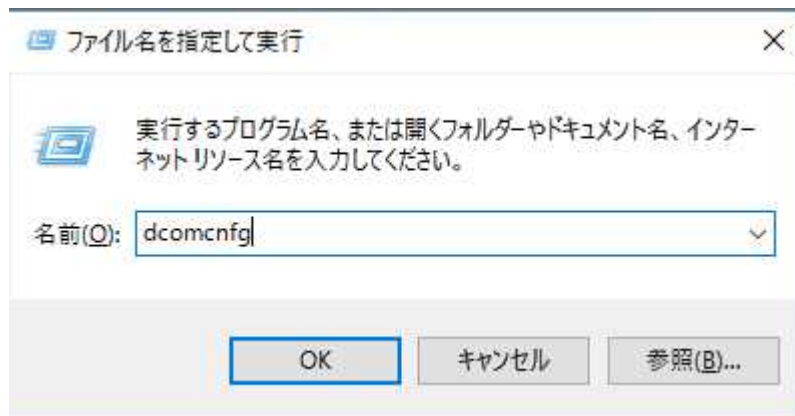 ファイル名を指定して実行
実行するプログラム名、または開くフォルダーやドキュメント名、インター
ネット リソース名を入力してください。
名前(O): dcomcnfg
OK キャンセル 参照(B)...